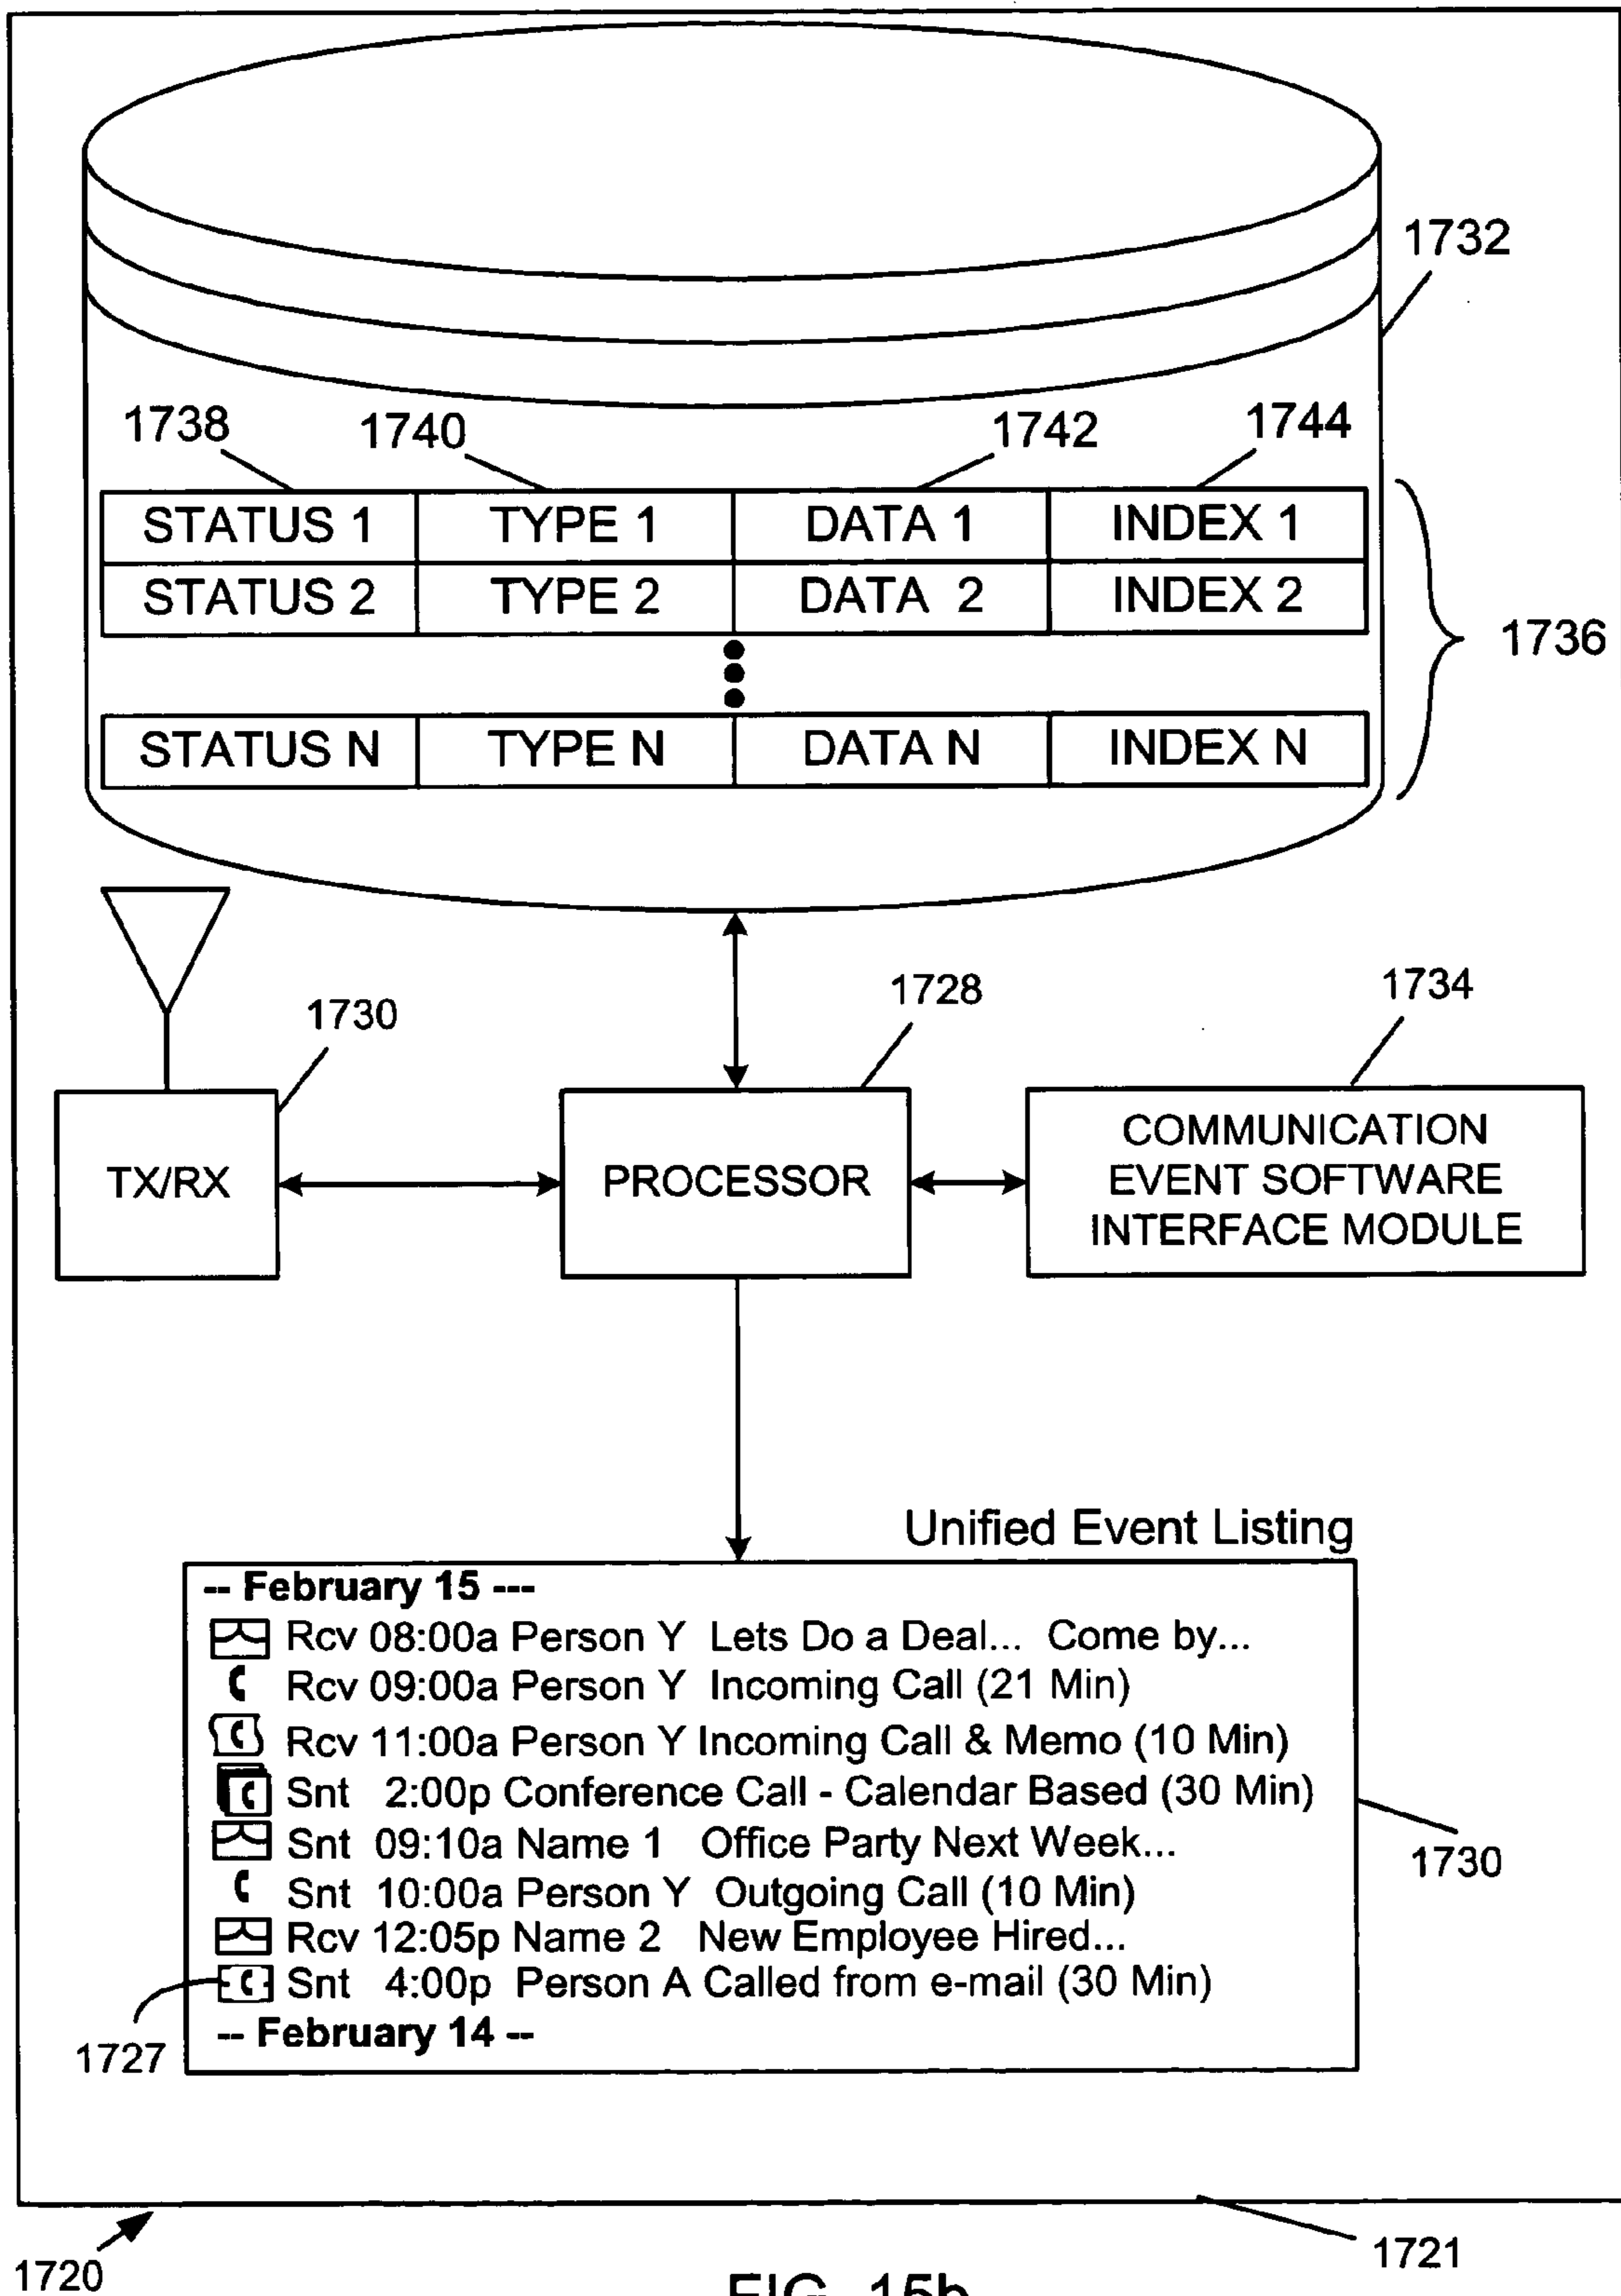 1732
1738 1740 1742 1744
STATUS 1 TYPE 1 DATA 1 INDEX 1
STATUS 2 TYPE 2 DATA 2 INDEX 2
1736
STATUS N TYPE N DATA N INDEX N
1730 1728 1734
TX/RX
PROCESSOR
COMMUNICATION
EVENT SOFTWARE
INTERFACE MODULE
Unified Event Listing
-- February 15 ---
Rcv 08:00a Person Y Lets Do a Deal... Come by...
Rcv 09:00a Person Y Incoming Call (21 Min)
Rcv 11:00a Person Y Incoming Call & Memo (10 Min)
Snt 2:00p Conference Call - Calendar Based (30 Min)
Snt 09:10a Name 1 Office Party Next Week...
Snt 10:00a Person Y Outgoing Call (10 Min)
Rcv 12:05p Name 2 New Employee Hired...
Snt 4:00p Person A Called from e-mail (30 Min)
-- February 14 --
1730
1727
1721
1720
FIG. 15b